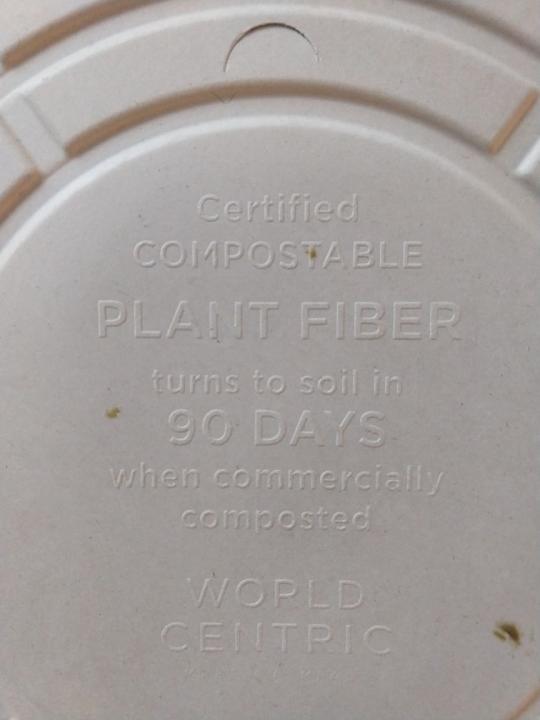 Certified
COMPOSTABLE
PLANT FIBER
turns to soil in
90 DAYS
when commercially
composted
WORLD
CENTRIC